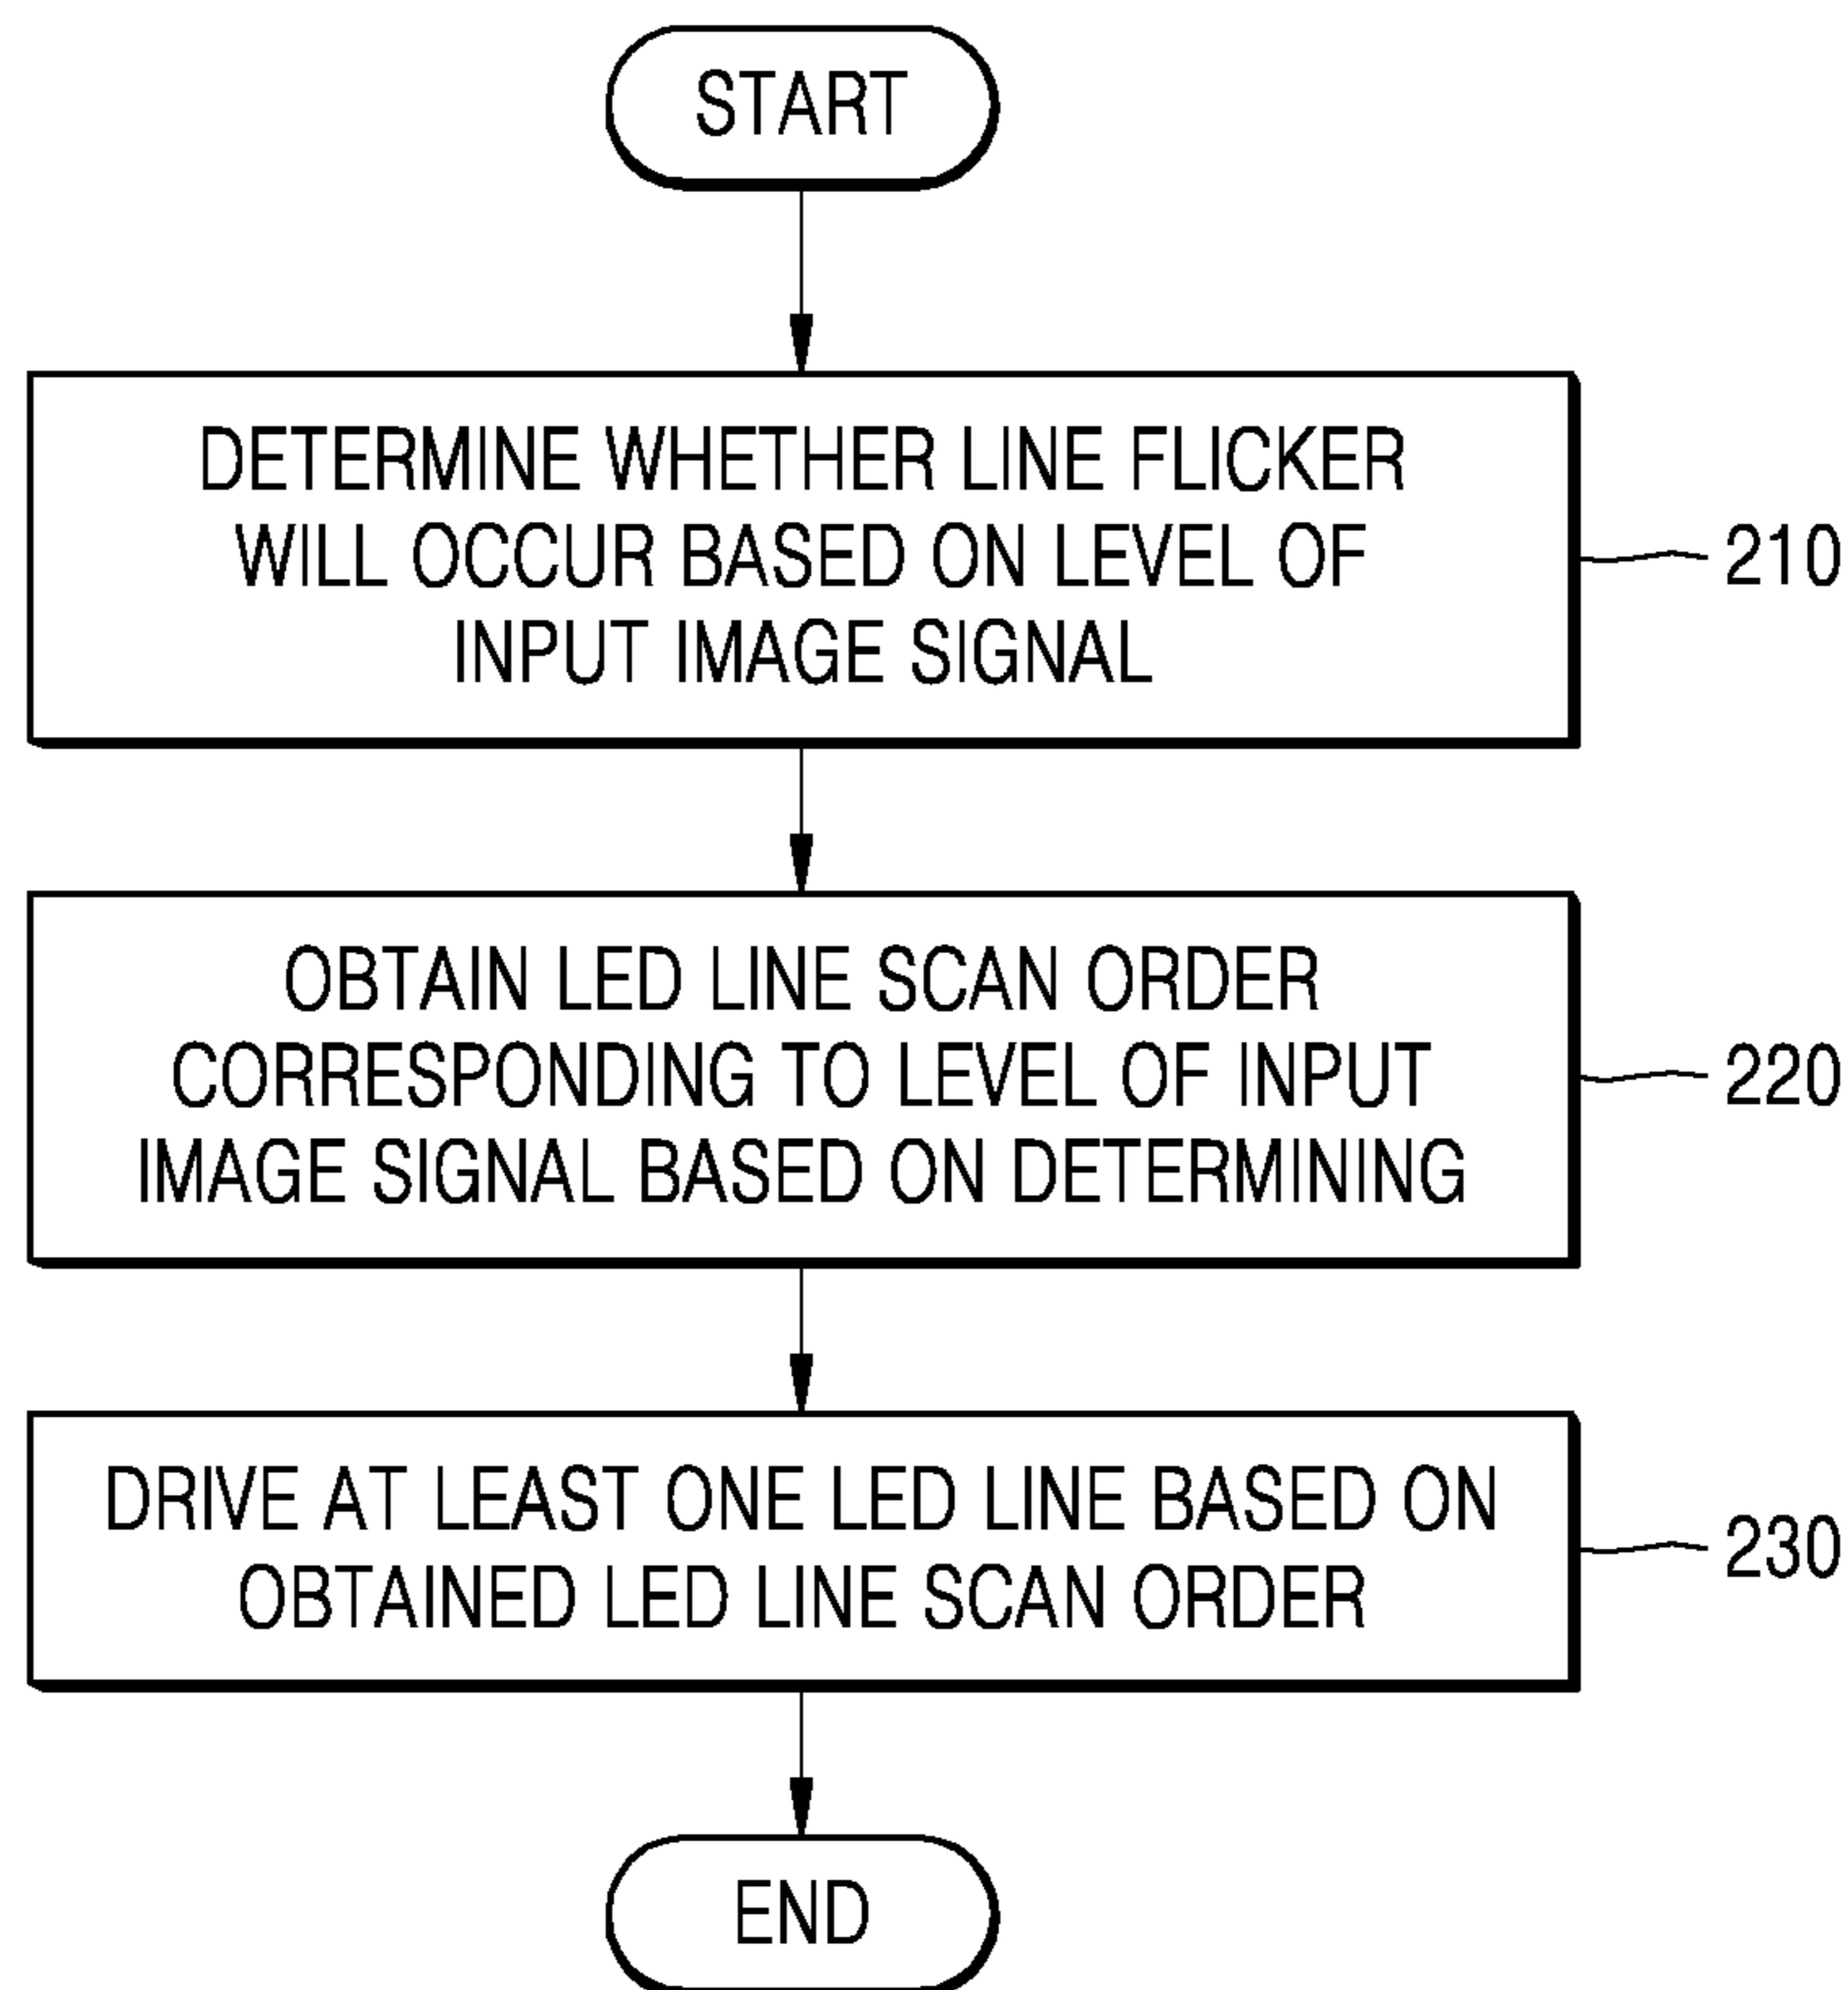 START
DETERMINE WHETHER LINE FLICKER
WILL OCCUR BASED ON LEVEL OF
INPUT IMAGE SIGNAL
210
OBTAIN LED LINE SCAN ORDER
CORRESPONDING TO LEVEL OF INPUT
IMAGE SIGNAL BASED ON DETERMINING
220
DRIVE AT LEAST ONE LED LINE BASED ON
OBTAINED LED LINE SCAN ORDER
230
END